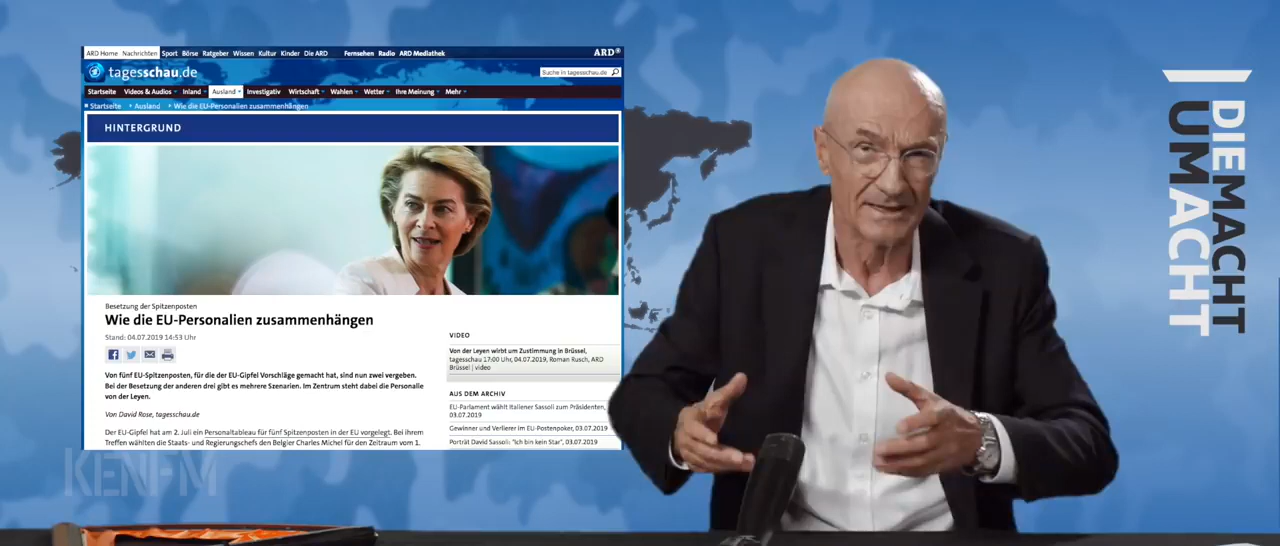 ARD Home Nachrichten Sport Börse Ratgeber Wissen Kultur Kinder Die ARD Fernsehen Radio ARD Mediathek ARD
tagesschau.de
Suche in tagesschau.de
Startseite Videos & Audios Inland Ausland Investigativ Wirtschaft Wahlen Wetter Ihre Meinung Mehr
Startseite Ausland Wie die EU-Personalien zusammenhängen
HINTERGRUND
Besetzung der Spitzenposten
Wie die EU-Personalien zusammenhängen
Stand: 04.07.2019 14:53 Uhr
Von fünf EU-Spitzenposten, für die der EU-Gipfel Vorschläge gemacht hat, sind nun zwei vergeben.
Bei der Besetzung der anderen drei gibt es mehrere Szenarien. Im Zentrum steht dabei die Personalie
von der Leyen.
Von David Rose, tagesschau.de
Der EU-Gipfel hat am 2. Juli ein Personaltableau für fünf Spitzenposten in der EU vorgelegt. Bei ihrem
Treffen wählten die Staats- und Regierungschefs den Belgier Charles Michel für den Zeitraum vom 1.
VIDEO
Von der Leyen wirbt um Zustimmung in Brüssel,
tagesschau 17:00 Uhr, 04.07.2019, Roman Rusch, ARD
Brüssel | video
AUS DEM ARCHIV
EU-Parlament wählt Italiener Sassoli zum Präsidenten,
03.07.2019
Gewinner und Verlierer im EU-Postenpoker, 03.07.2019
Porträt David Sassoli: "Ich bin kein Star", 03.07.2019
KENFM
DIE MACHT
UM ACHT